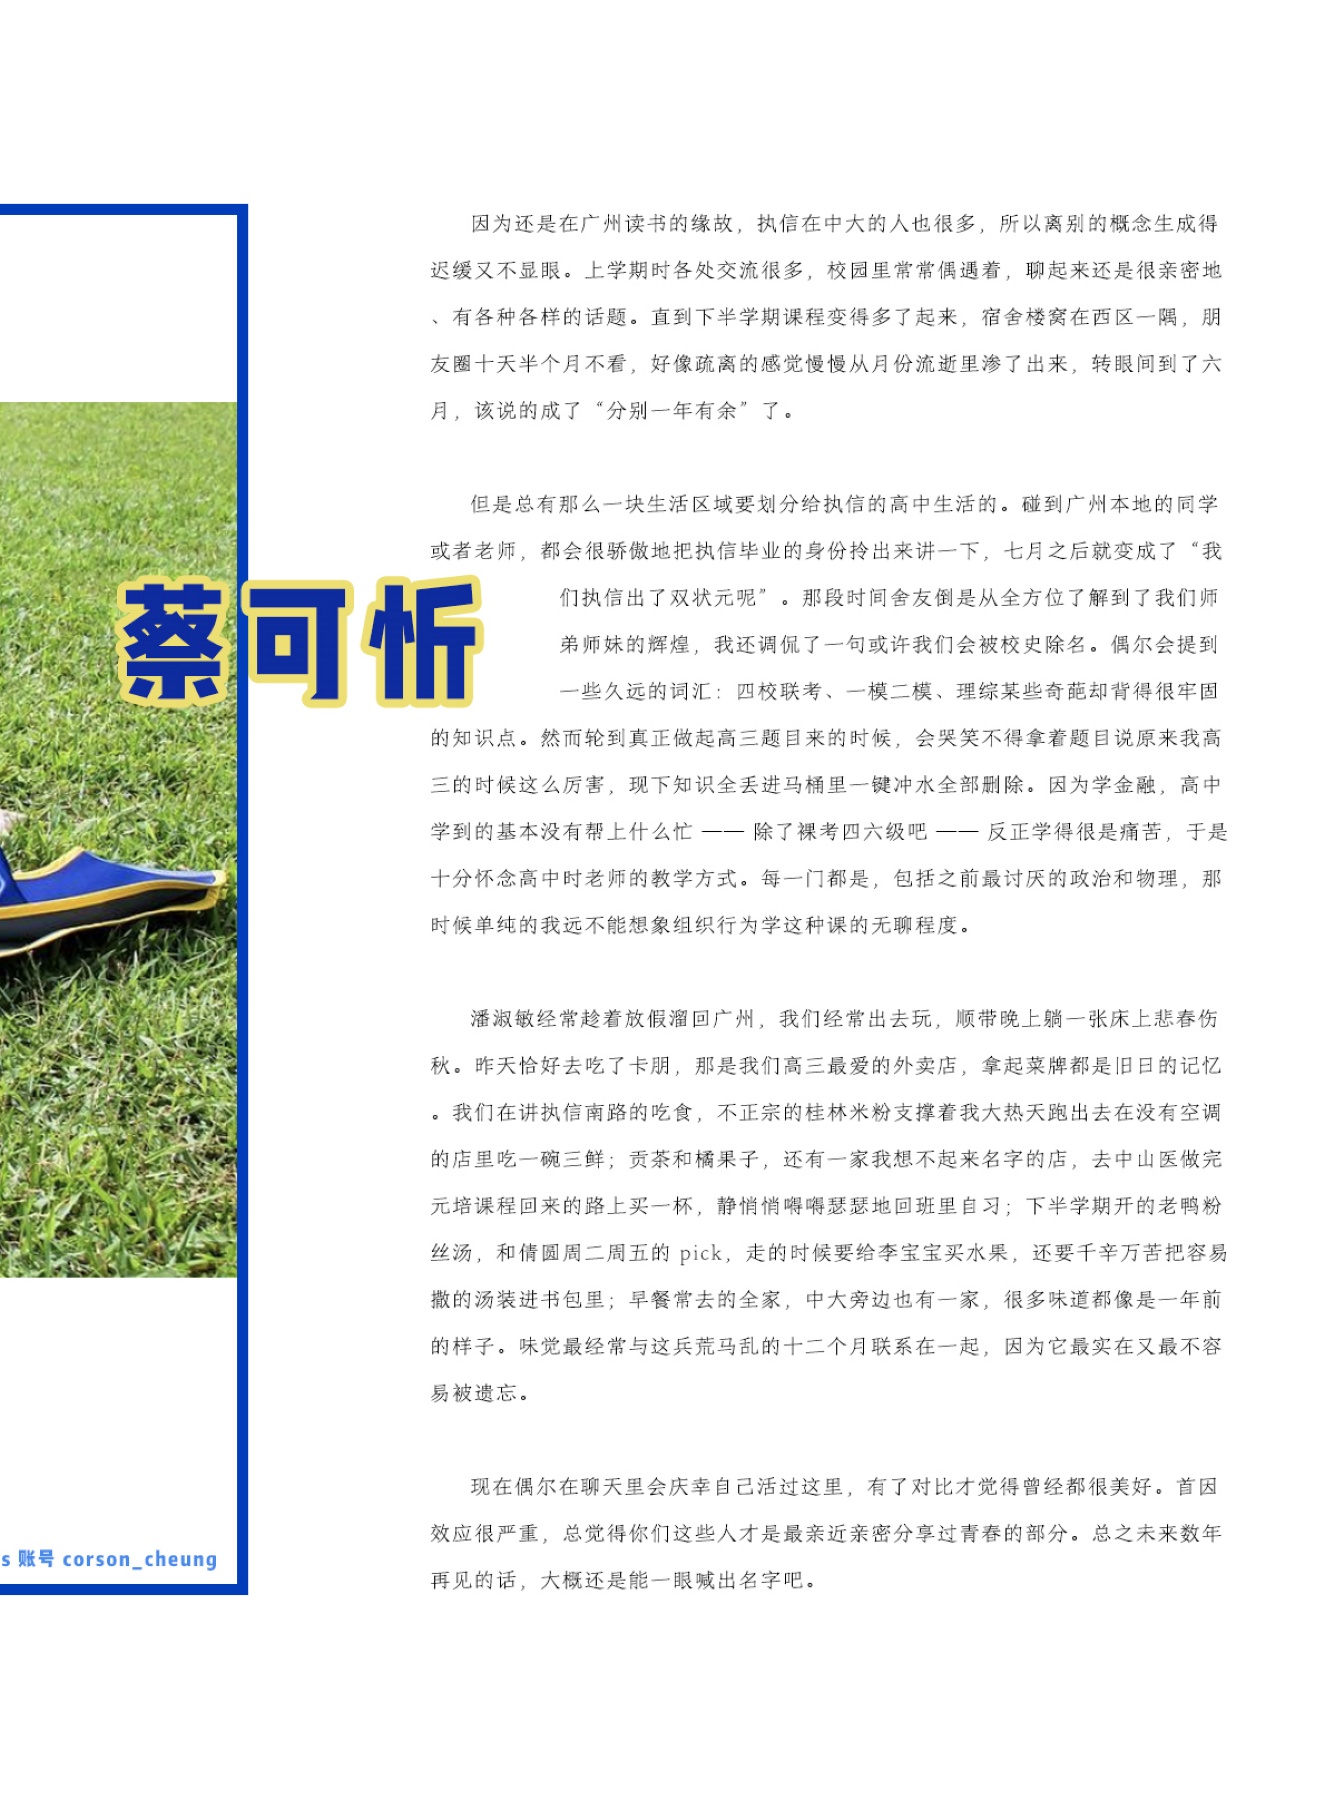 蔡可忻
因为还是在广州读书的缘故，执信在中大的人也很多，所以离别的概念生成得
迟缓又不显眼。上学期时各处交流很多，校园里常常偶遇着，聊起来还是很亲密地
、有各种各样的话题。直到下半学期课程变得多了起来，宿舍楼窝在西区一隅，朋
友圈十天半个月不看，好像疏离的感觉慢慢从月份流逝里渗了出来，转眼间到了六
月，该说的成了“分别一年有余”了。
但是总有那么一块生活区域要划分给执信的高中生活的。碰到广州本地的同学
或者老师，都会很骄傲地把执信毕业的身份拎出来讲一下，七月之后就变成了“我
们执信出了双状元呢”。那段时间舍友倒是从全方位了解到了我们师
弟师妹的辉煌，我还调侃了一句或许我们会被校史除名。偶尔会提到
一些久远的词汇：四校联考、一模二模、理综某些奇葩却背得很牢固
的知识点。然而轮到真正做起高三题目来的时候，会哭笑不得拿着题目说原来我高
三的时候这么厉害，现下知识全丢进马桶里一键冲水全部删除。因为学金融，高中
学到的基本没有帮上什么忙 —— 除了裸考四六级吧 —— 反正学得很是痛苦，于是
十分怀念高中时老师的教学方式。每一门都是，包括之前最讨厌的政治和物理，那
时候单纯的我远不能想象组织行为学这种课的无聊程度。
潘淑敏经常趁着放假溜回广州，我们经常出去玩，顺带晚上躺一张床上悲春伤
秋。昨天恰好去吃了卡朋，那是我们高三最爱的外卖店，拿起菜牌都是旧日的记忆
。我们在讲执信南路的吃食，不正宗的桂林米粉支撑着我大热天跑出去在没有空调
的店里吃一碗三鲜；贡茶和橘果子，还有一家我想不起来名字的店，去中山医做完
元培课程回来的路上买一杯，静悄悄嘚嘚瑟瑟地回班里自习；下半学期开的老鸭粉
丝汤，和倩圆周二周五的 pick，走的时候要给李宝宝买水果，还要千辛万苦把容易
撒的汤装进书包里；早餐常去的全家，中大旁边也有一家，很多味道都像是一年前
的样子。味觉最经常与这兵荒马乱的十二个月联系在一起，因为它最实在又最不容
易被遗忘。
现在偶尔在聊天里会庆幸自己活过这里，有了对比才觉得曾经都很美好。首因
效应很严重，总觉得你们这些人才是最亲近亲密分享过青春的部分。总之未来数年
再见的话，大概还是能一眼喊出名字吧。
s 账号 corson_cheung